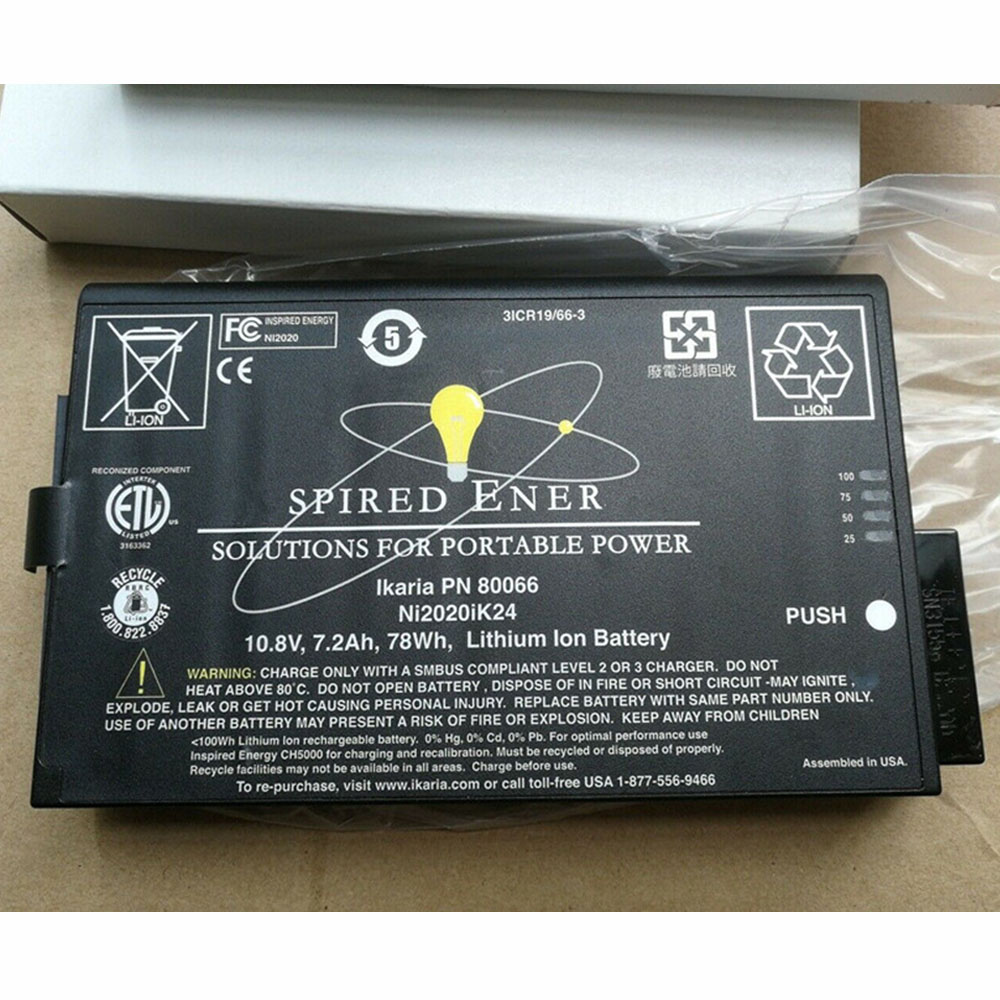 FC INSPIRED ENERGY
NI2020
CE
5
3ICR19/66-3
廢電池請回收
LI-ION
LI-ION
RECONIZED COMPONENT
INTERTEK
ETL
US
LISTED
3163362
100
75
50
25
SPIRED ENER
SOLUTIONS FOR PORTABLE POWER
RECYCLE
RBRC
Li-ion
1.800.822.8837
Ikaria PN 80066
Ni2020iK24
10.8V, 7.2Ah, 78Wh, Lithium Ion Battery
PUSH
WARNING: CHARGE ONLY WITH A SMBUS COMPLIANT LEVEL 2 OR 3 CHARGER. DO NOT
HEAT ABOVE 80°C. DO NOT OPEN BATTERY , DISPOSE OF IN FIRE OR SHORT CIRCUIT -MAY IGNITE ,
EXPLODE, LEAK OR GET HOT CAUSING PERSONAL INJURY. REPLACE BATTERY WITH SAME PART NUMBER ONLY.
USE OF ANOTHER BATTERY MAY PRESENT A RISK OF FIRE OR EXPLOSION. KEEP AWAY FROM CHILDREN
<100Wh Lithium Ion rechargeable battery. 0% Hg, 0% Cd, 0% Pb. For optimal performance use
Inspired Energy CH5000 for charging and recalibration. Must be recycled or disposed of properly.
Recycle facilities may not be available in all areas. Charge before use.
Assembled in USA.
To re-purchase, visit www.ikaria.com or call toll-free USA 1-877-556-9466